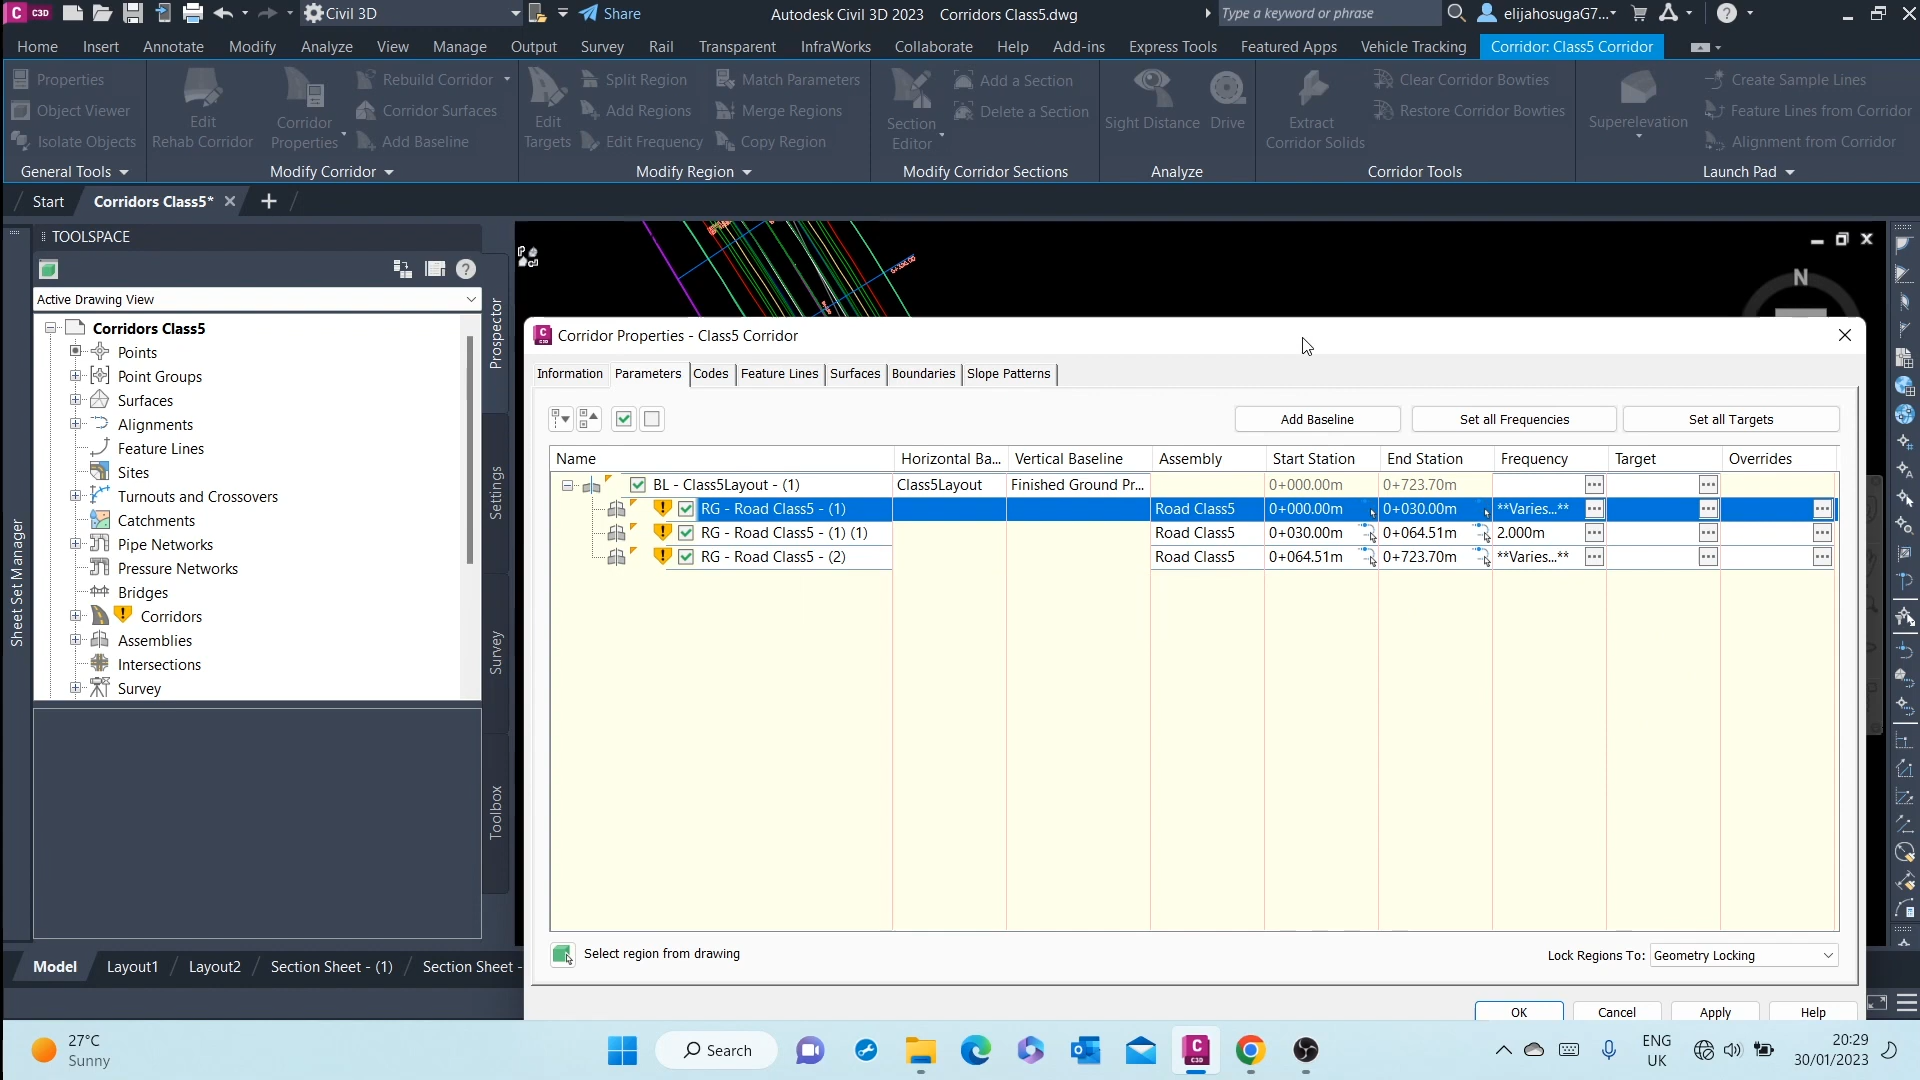 C C3D Civil 3D Share Autodesk Civil 3D 2023 Corridors Class5.dwg Type a keyword or phrase elijahosugaG7...
Home Insert Annotate Modify Analyze View Manage Output Survey Rail Transparent InfraWorks Collaborate Help Add-ins Express Tools Featured Apps Vehicle Tracking Corridor: Class5 Corridor
Properties
Object Viewer
Isolate Objects
General Tools
Edit
Rehab Corridor
Corridor
Properties
Rebuild Corridor
Corridor Surfaces
Add Baseline
Modify Corridor
Edit
Targets
Split Region
Add Regions
Edit Frequency
Match Parameters
Merge Regions
Copy Region
Modify Region
Section
Editor
Add a Section
Delete a Section
Modify Corridor Sections
Sight Distance
Drive
Analyze
Extract
Corridor Solids
Clear Corridor Bowties
Restore Corridor Bowties
Corridor Tools
Superelevation
Create Sample Lines
Feature Lines from Corridor
Alignment from Corridor
Launch Pad
Start Corridors Class5*
TOOLSPACE
Active Drawing View
Corridors Class5
Points
Point Groups
Surfaces
Alignments
Feature Lines
Sites
Turnouts and Crossovers
Catchments
Pipe Networks
Pressure Networks
Bridges
Corridors
Assemblies
Intersections
Survey
Sheet Set Manager
Prospector
Settings
Survey
Toolbox
N
Corridor Properties - Class5 Corridor
Information Parameters Codes Feature Lines Surfaces Boundaries Slope Patterns
Add Baseline Set all Frequencies Set all Targets
Name Horizontal Ba... Vertical Baseline Assembly Start Station End Station Frequency Target Overrides
BL - Class5Layout - (1) Class5Layout Finished Ground Pr... 0+000.00m 0+723.70m
RG - Road Class5 - (1) Road Class5 0+000.00m 0+030.00m **Varies...**
RG - Road Class5 - (1) (1) Road Class5 0+030.00m 0+064.51m 2.000m
RG - Road Class5 - (2) Road Class5 0+064.51m 0+723.70m **Varies...**
Select region from drawing Lock Regions To: Geometry Locking
OK Cancel Apply Help
Model Layout1 Layout2 Section Sheet - (1) Section Sheet -
27°C
Sunny
Search
C3D
ENG
UK
20:29
30/01/2023